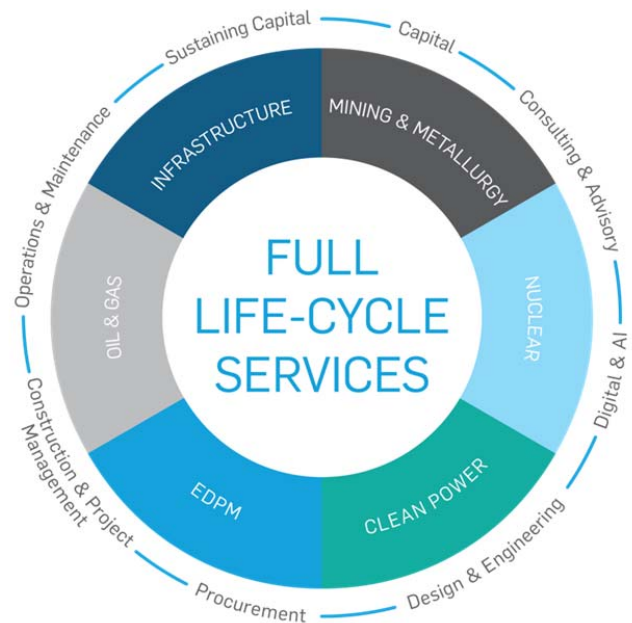 FULL
LIFE-CYCLE
SERVICES
INFRASTRUCTURE
MINING & METALLURGY
NUCLEAR
CLEAN POWER
EDPM
OIL & GAS
Sustaining Capital
Capital
Consulting & Advisory
Digital & AI
Design & Engineering
Procurement
Construction & Project
Management
Operations & Maintenance